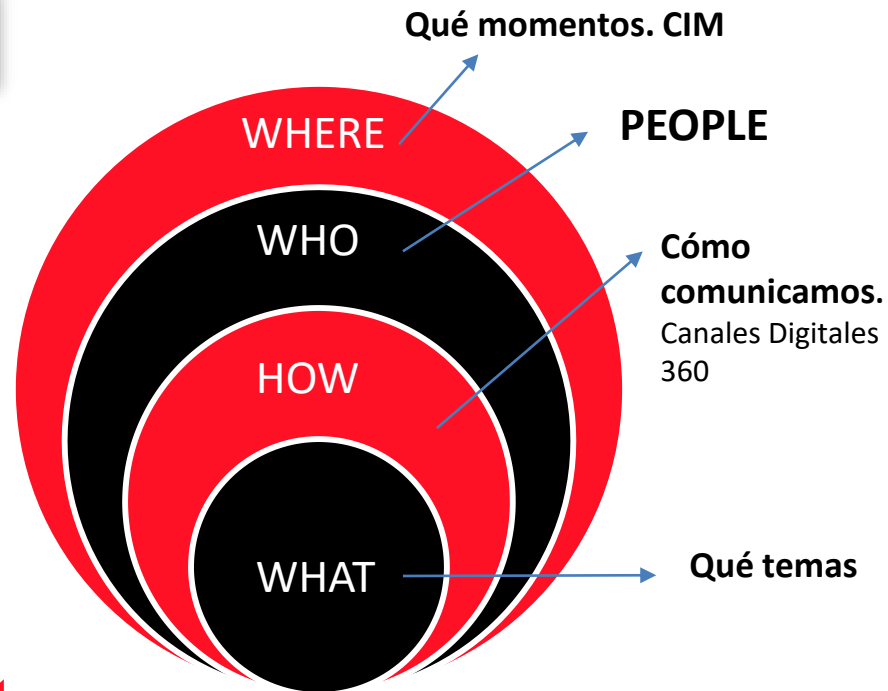 Qué momentos. CIM
WHERE
PEOPLE
WHO
Cómo
comunicamos.
Canales Digitales
360
HOW
WHAT
Qué temas